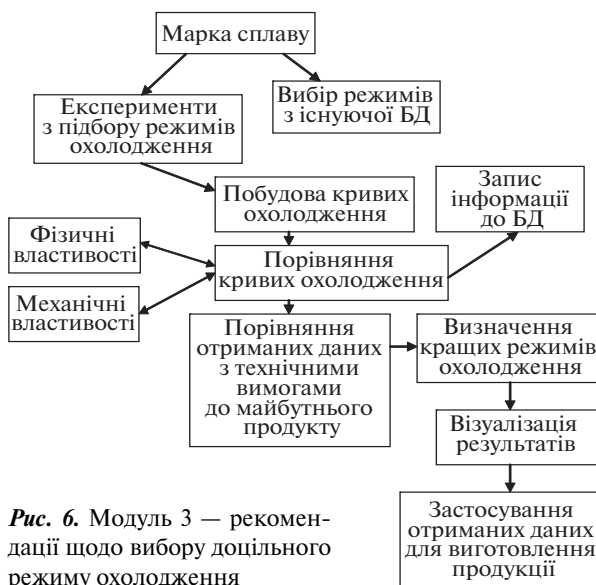 Марка сплаву
Експерименти
з підбору режимів
охолодження
Вибір режимів
з існуючої БД
Побудова кривих
охолодження
Запис
інформації
до БД
Фізичні
властивості
Механічні
властивості
Порівняння
кривих охолодження
Порівняння
отриманих даних
з технічними
вимогами
до майбутнього
продукту
Визначення
кращих режимів
охолодження
Візуалізація
результатів
Застосування
отриманих даних
для виготовлення
продукції
Рис. 6. Модуль 3 — рекомен-
дації щодо вибору доцільного
режиму охолодження